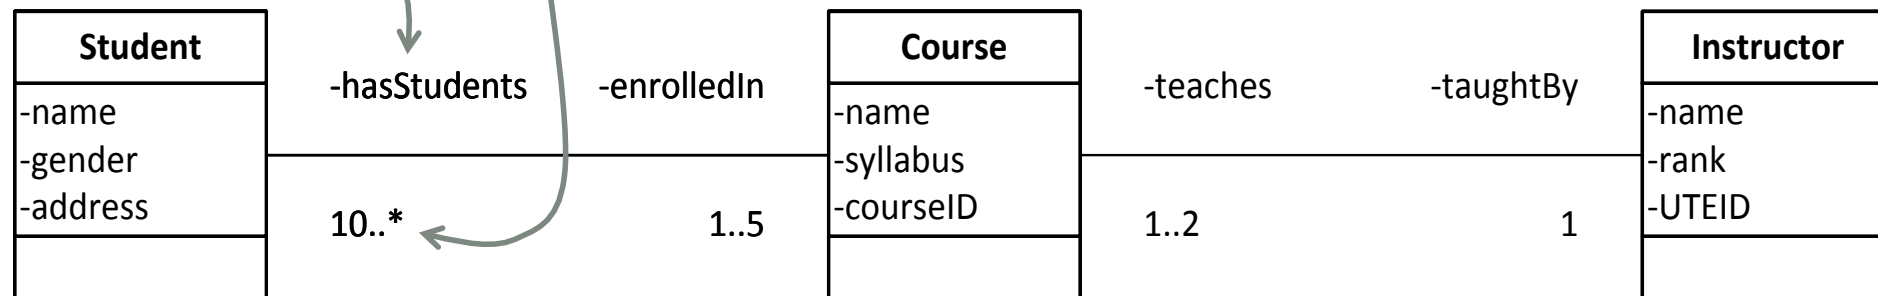 Student
-name
-gender
-address
-hasStudents
-enrolledIn
10..*
1..5
Course
-name
-syllabus
-courseID
-teaches
-taughtBy
1..2
1
Instructor
-name
-rank
-UTEID